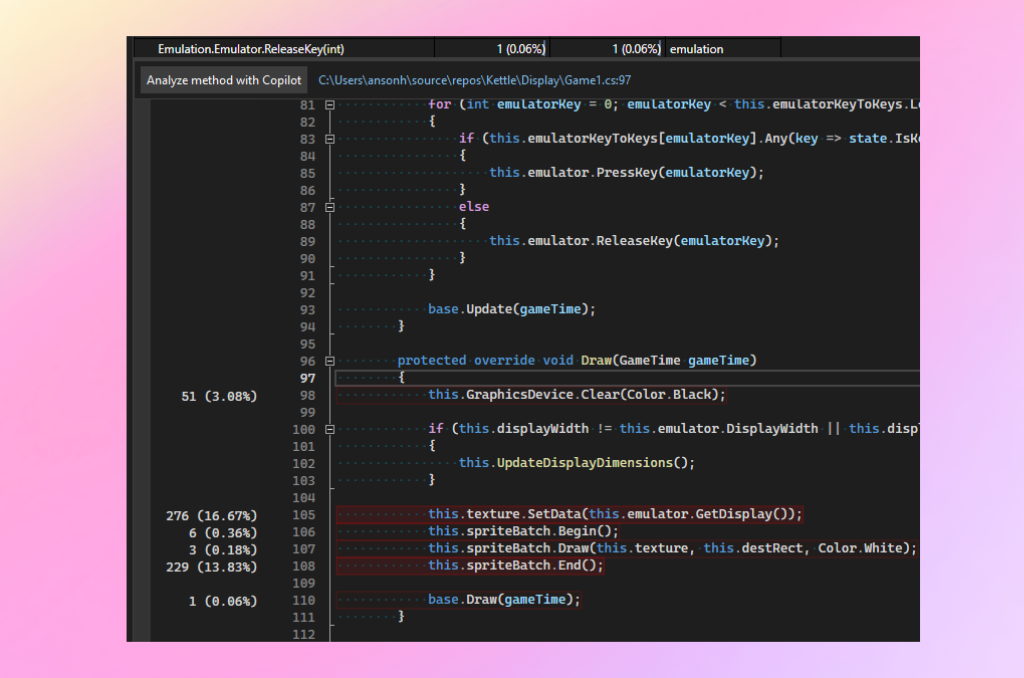 Emulation.Emulator.ReleaseKey(int) 1 (0.06%) 1 (0.06%) emulation
Analyze method with Copilot C:\Users\ansonh\source\repos\Kettle\Display\Game1.cs:97
81 for (int emulatorKey = 0; emulatorKey < this.emulatorKeyToKeys.Le
82 {
83 if (this.emulatorKeyToKeys[emulatorKey].Any(key => state.IsKe
84 {
85 this.emulator.PressKey(emulatorKey);
86 }
87 else
88 {
89 this.emulator.ReleaseKey(emulatorKey);
90 }
91 }
92
93 base.Update(gameTime);
94 }
95
96 protected override void Draw(GameTime gameTime)
97 {
51 (3.08%) 98 this.GraphicsDevice.Clear(Color.Black);
99
100 if (this.displayWidth != this.emulator.DisplayWidth || this.disp
101 {
102 this.UpdateDisplayDimensions();
103 }
104
276 (16.67%) 105 this.texture.SetData(this.emulator.GetDisplay());
6 (0.36%) 106 this.spriteBatch.Begin();
3 (0.18%) 107 this.spriteBatch.Draw(this.texture, this.destRect, Color.White);
229 (13.83%) 108 this.spriteBatch.End();
109
1 (0.06%) 110 base.Draw(gameTime);
111 }
112